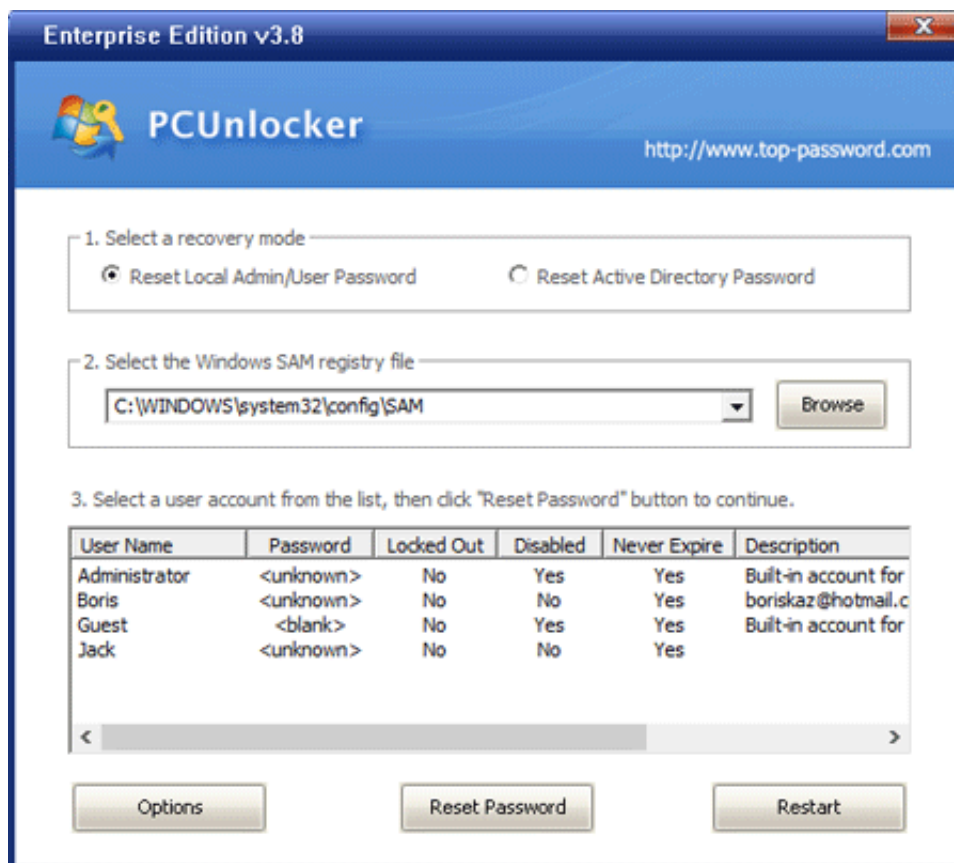 Enterprise Edition v3.8
PCUnlocker
http://www.top-password.com
1. Select a recovery mode
Reset Local Admin/User Password Reset Active Directory Password
2. Select the Windows SAM registry file
C:\WINDOWS\system32\config\SAM Browse
3. Select a user account from the list, then click "Reset Password" button to continue.
User Name Password Locked Out Disabled Never Expire Description
Administrator <unknown> No Yes Yes Built-in account for
Boris <unknown> No No Yes boriskaz@hotmail.c
Guest <blank> No Yes Yes Built-in account for
Jack <unknown> No No Yes
Options Reset Password Restart